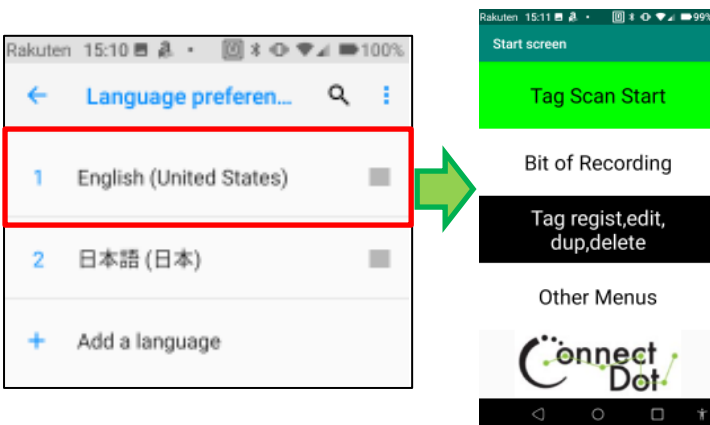 Rakuten 15:10 100%
Language preferen...
1 English (United States)
2 日本語 (日本)
+ Add a language
Rakuten 15:11 99%
Start screen
Tag Scan Start
Bit of Recording
Tag regist,edit,
dup,delete
Other Menus
Connect
Dot